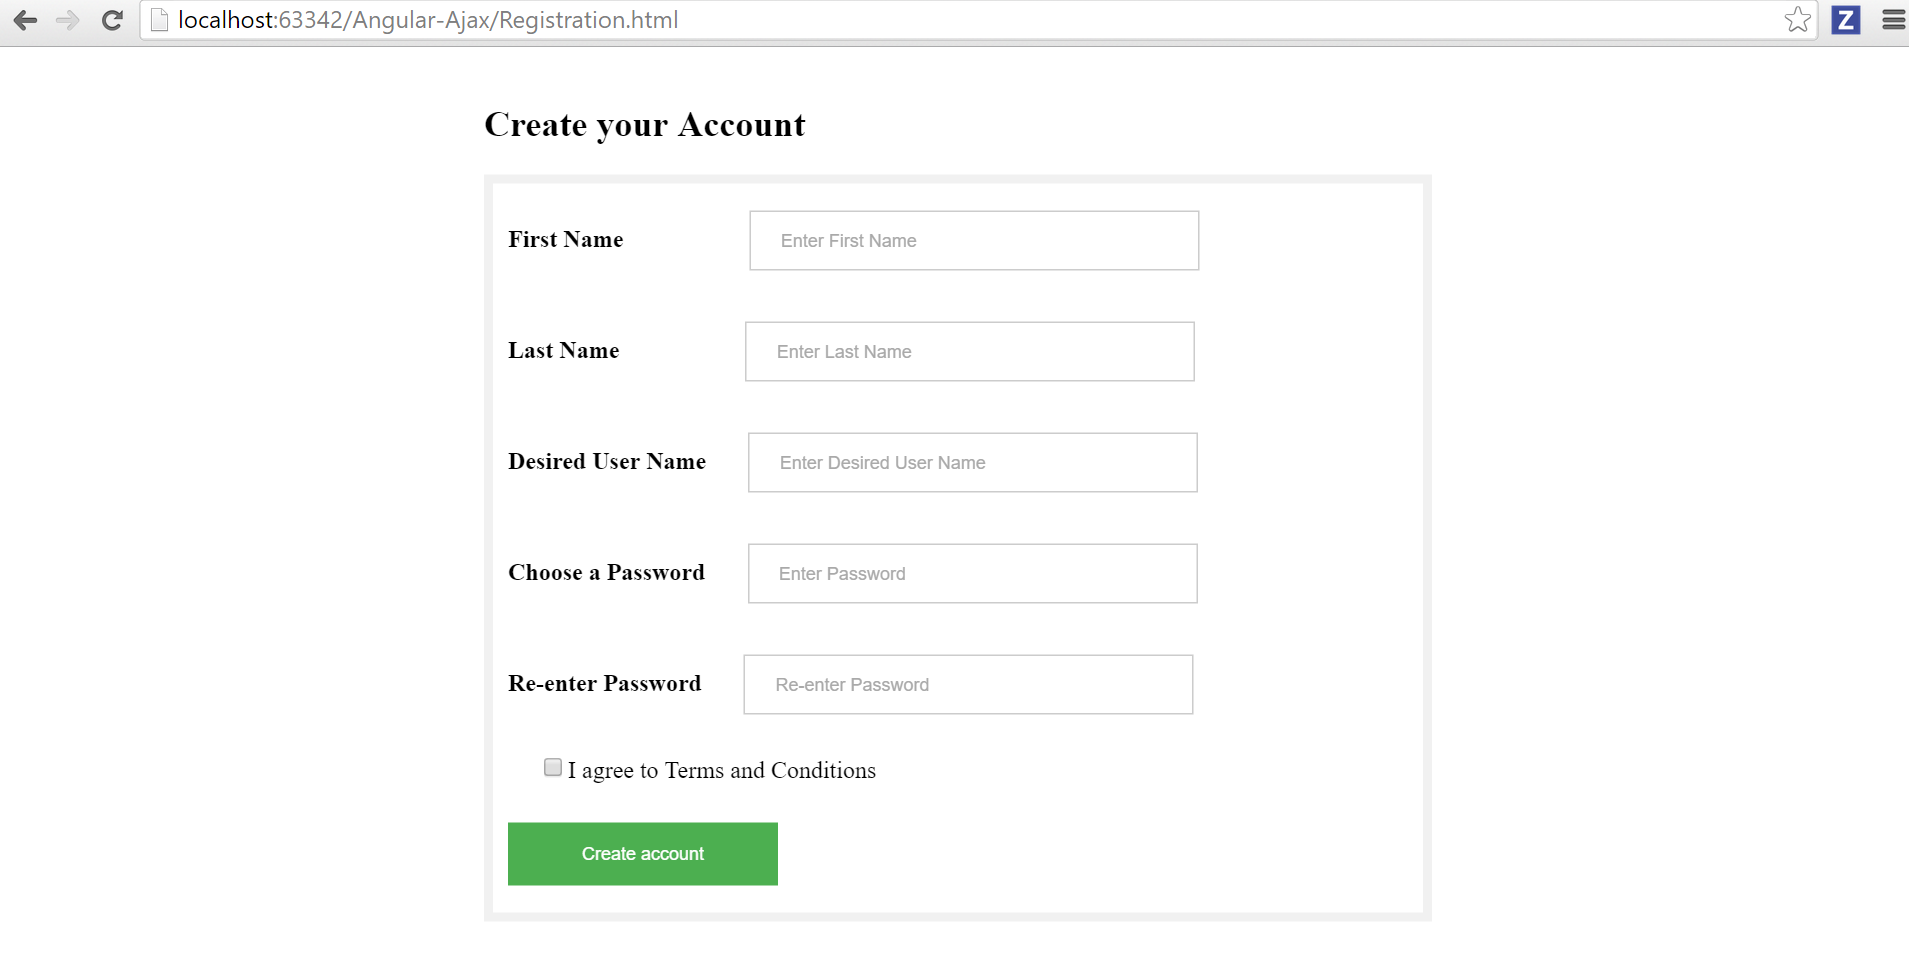 localhost:63342/Angular-Ajax/Registration.html
Z
Create your Account
First Name Enter First Name
Last Name Enter Last Name
Desired User Name Enter Desired User Name
Choose a Password Enter Password
Re-enter Password Re-enter Password
I agree to Terms and Conditions
Create account